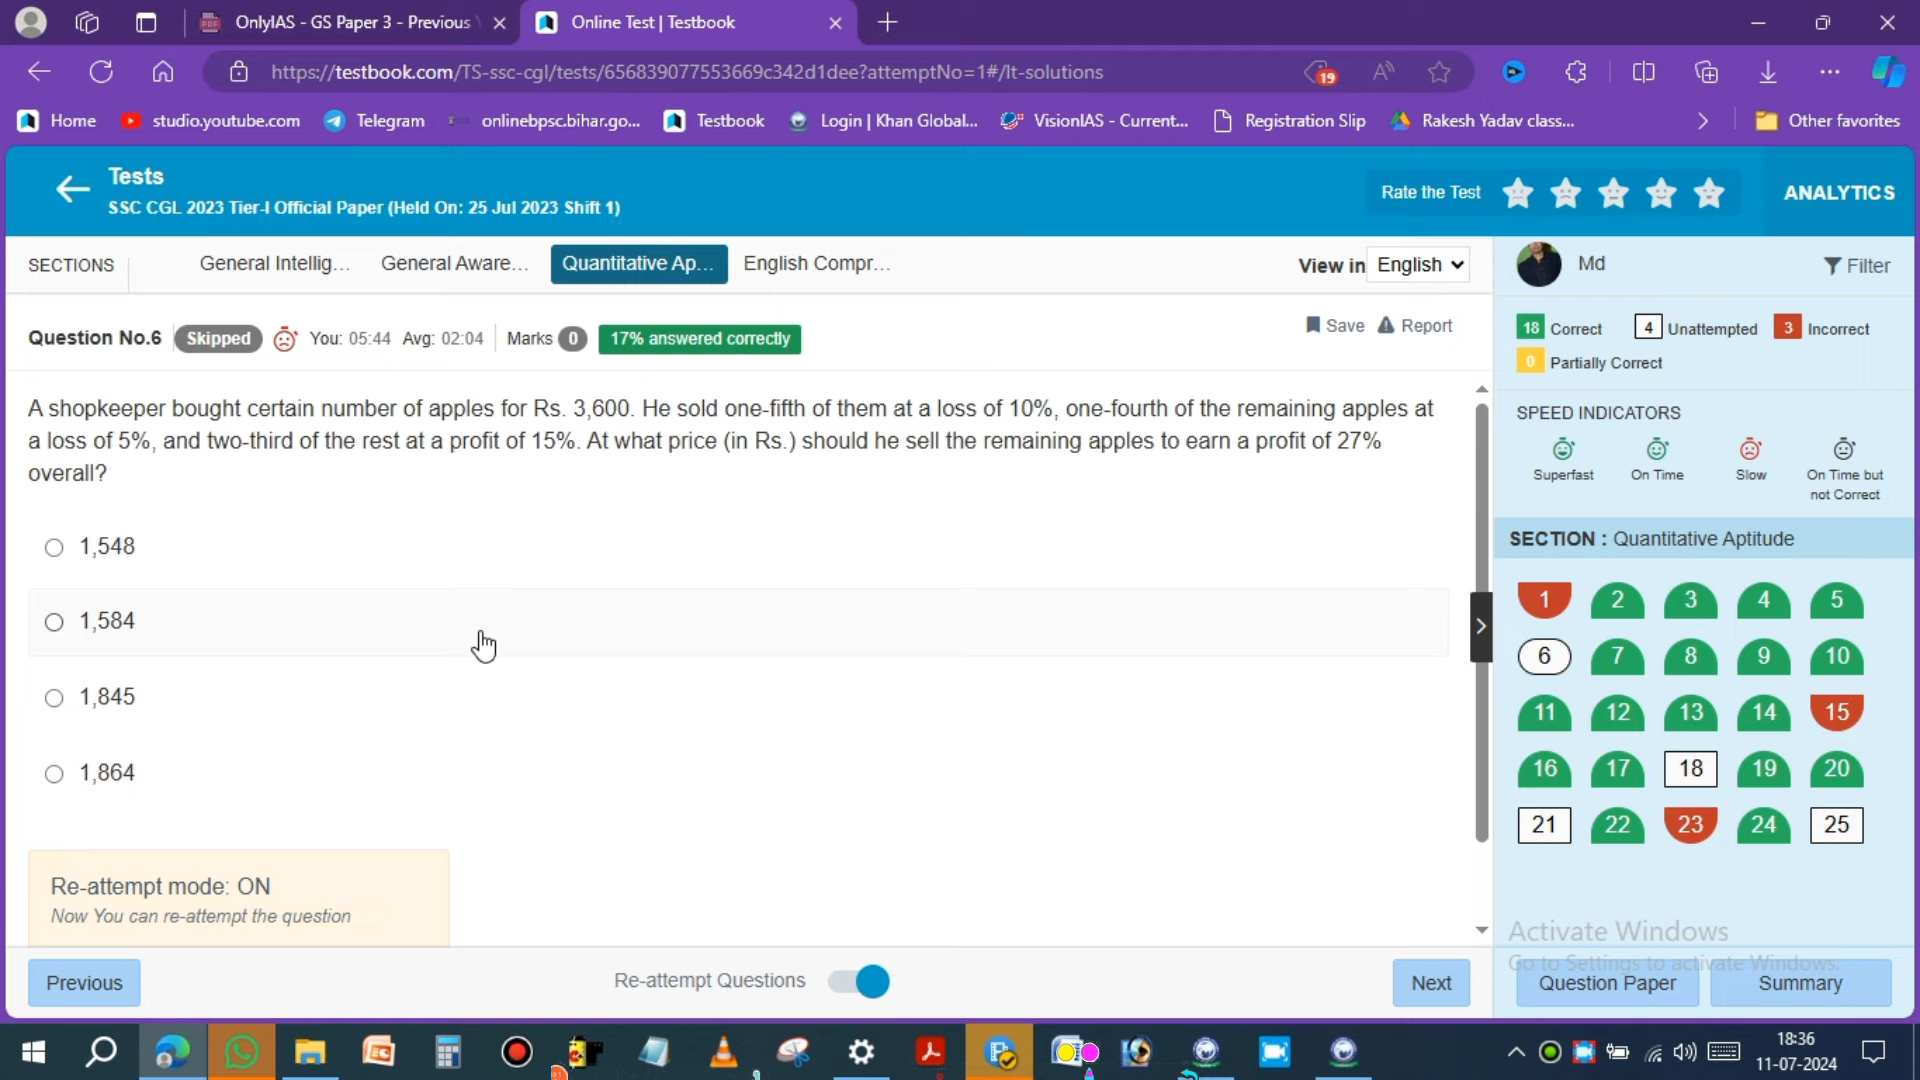 OnlyIAS - GS Paper 3 - Previous
Online Test | Testbook
https://testbook.com/TS-ssc-cgl/tests/656839077553669c342d1dee?attemptNo=1#/lt-solutions
19
Home
studio.youtube.com
Telegram
onlinebpsc.bihar.go...
Testbook
Login | Khan Global...
VisionIAS - Current...
Registration Slip
Rakesh Yadav class...
Other favorites
Tests
SSC CGL 2023 Tier-I Official Paper (Held On: 25 Jul 2023 Shift 1)
Rate the Test
ANALYTICS
SECTIONS
General Intellig...
General Aware...
Quantitative Ap...
English Compr...
View in English
Md
Filter
Question No.6 Skipped You: 05:44 Avg: 02:04 Marks 0 17% answered correctly
Save Report
18 Correct 4 Unattempted 3 Incorrect
0 Partially Correct
A shopkeeper bought certain number of apples for Rs. 3,600. He sold one-fifth of them at a loss of 10%, one-fourth of the remaining apples at
a loss of 5%, and two-third of the rest at a profit of 15%. At what price (in Rs.) should he sell the remaining apples to earn a profit of 27%
overall?
1,548
1,584
1,845
1,864
Re-attempt mode: ON
Now You can re-attempt the question
SPEED INDICATORS
Superfast
On Time
Slow
On Time but
not Correct
SECTION : Quantitative Aptitude
1 2 3 4 5
6 7 8 9 10
11 12 13 14 15
16 17 18 19 20
21 22 23 24 25
Activate Windows
Go to Settings to activate Windows.
Previous
Re-attempt Questions
Next
Question Paper
Summary
18:36
11-07-2024